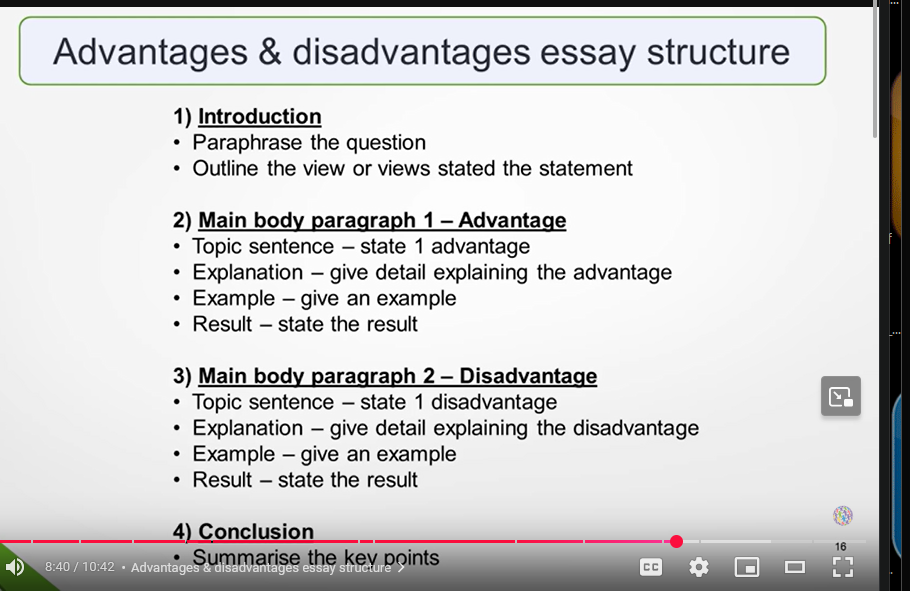 Advantages & disadvantages essay structure
1) Introduction
• Paraphrase the question
• Outline the view or views stated the statement
2) Main body paragraph 1 – Advantage
• Topic sentence – state 1 advantage
• Explanation – give detail explaining the advantage
• Example – give an example
• Result – state the result
3) Main body paragraph 2 – Disadvantage
• Topic sentence – state 1 disadvantage
• Explanation – give detail explaining the disadvantage
• Example – give an example
• Result – state the result
4) Conclusion
• Summarise the key points
16
8:40 / 10:42 • Advantages & disadvantages essay structure
CC